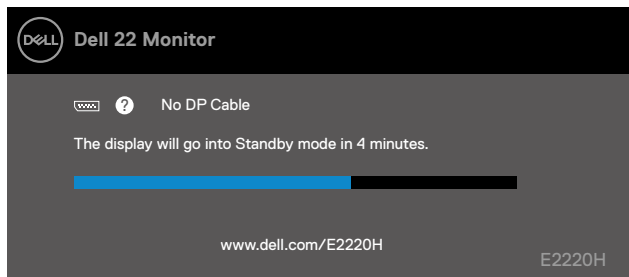 DELL
Dell 22 Monitor
? No DP Cable
The display will go into Standby mode in 4 minutes.
www.dell.com/E2220H
E2220H